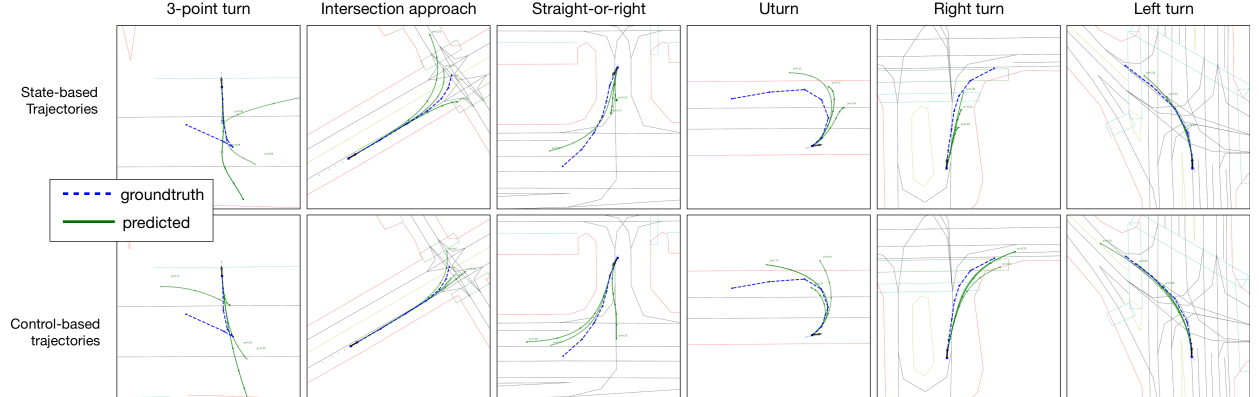 3-point turn
Intersection approach
Straight-or-right
Uturn
Right turn
Left turn
State-based
Trajectories
groundtruth
predicted
Control-based
trajectories